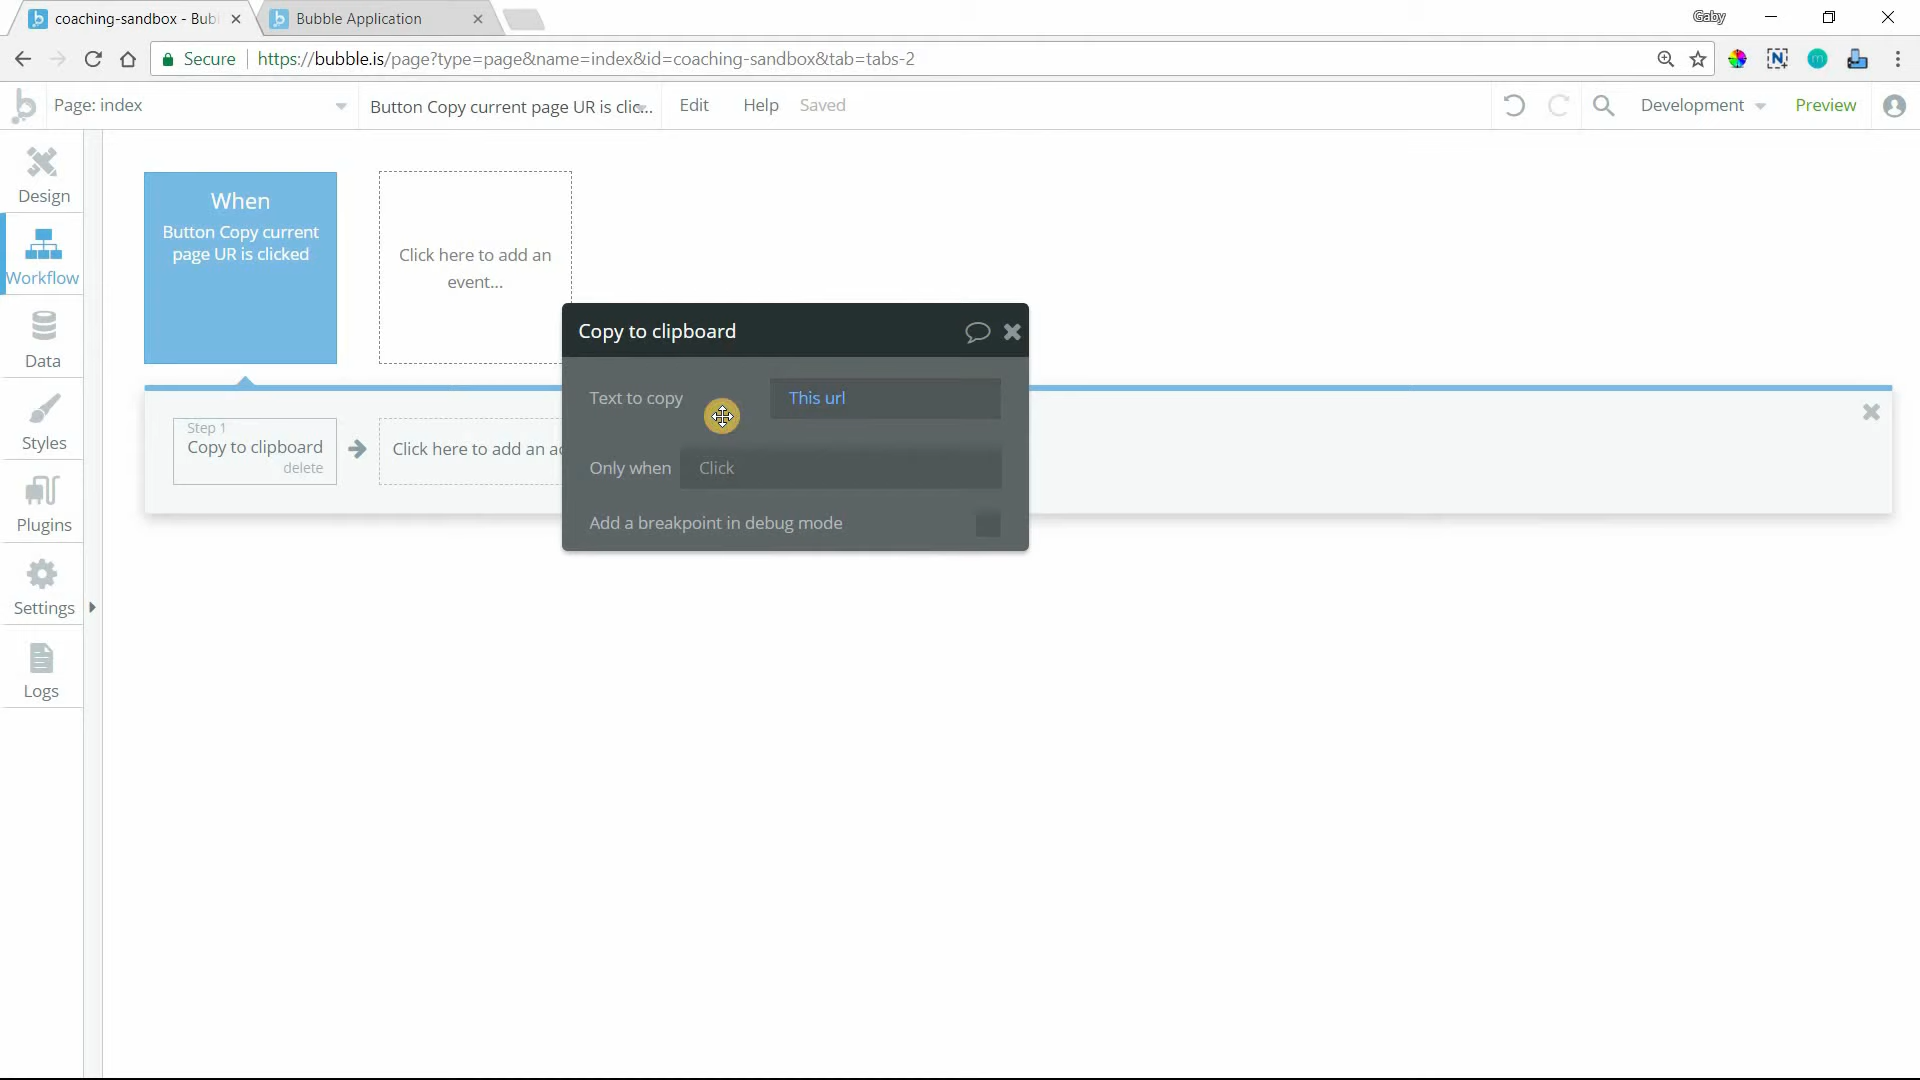 coaching-sandbox - Bub
Bubble Application
Gaby
Secure
https://bubble.is/page?type=page&name=index&id=coaching-sandbox&tab=tabs-2
Page: index
Button Copy current page UR is clic...
Edit
Help
Saved
Development
Preview
Design
Workflow
Data
Styles
Plugins
Settings
Logs
When
Button Copy current
page UR is clicked
Click here to add an
event...
Step 1
Copy to clipboard
delete
Click here to add an ac
Copy to clipboard
Text to copy
This url
Only when
Click
Add a breakpoint in debug mode